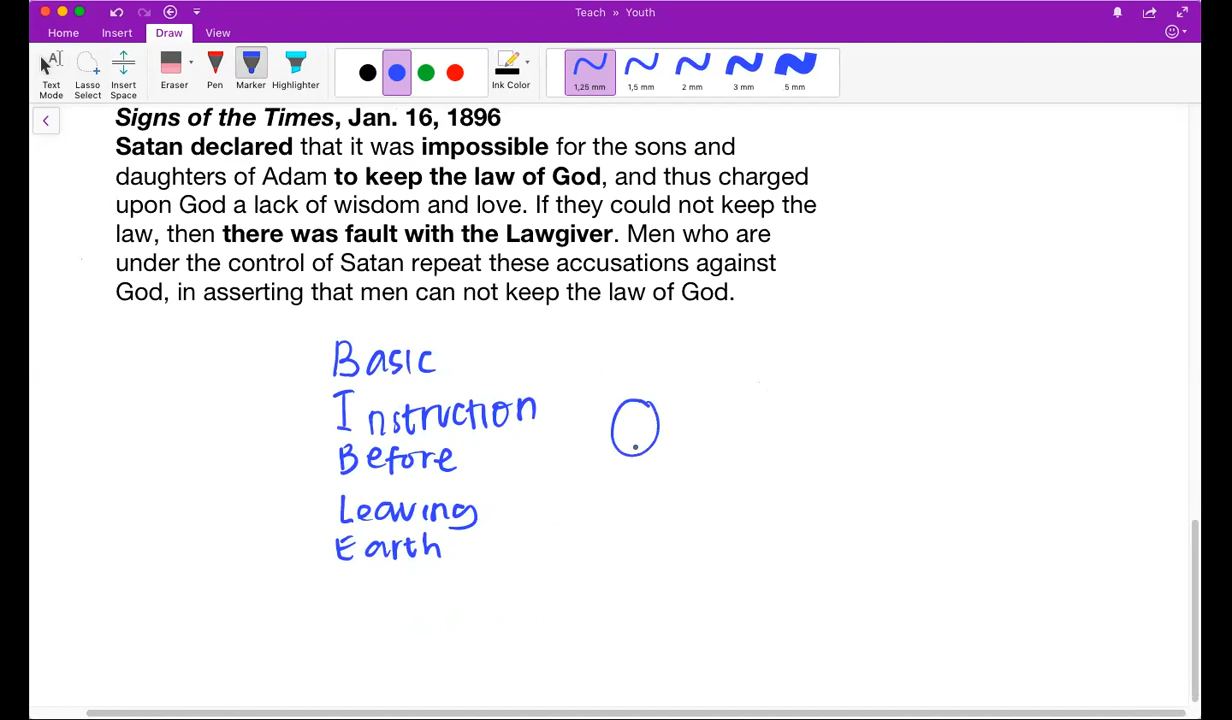 Teach » Youth
Home Insert Draw View
Text Mode
Lasso Select
Insert Space
Eraser
Pen
Marker
Highlighter
Ink Color
1,25 mm
1,5 mm
2 mm
3 mm
5 mm
Signs of the Times, Jan. 16, 1896
Satan declared that it was impossible for the sons and
daughters of Adam to keep the law of God, and thus charged
upon God a lack of wisdom and love. If they could not keep the
law, then there was fault with the Lawgiver. Men who are
under the control of Satan repeat these accusations against
God, in asserting that men can not keep the law of God.
Basic
Instruction
Before
Leaving
Earth